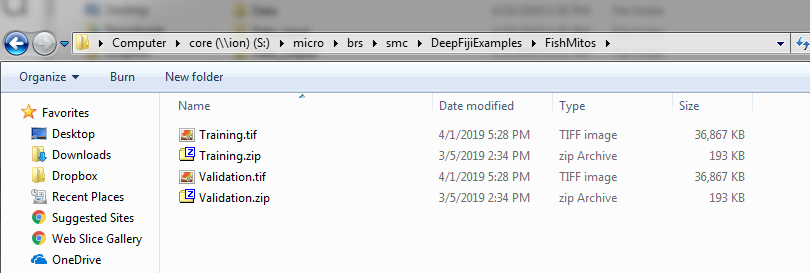 Computer core (\\ion) (S:) micro brs smc DeepFijiExamples FishMitos
Organize Burn New folder
Favorites
Desktop
Downloads
Dropbox
Recent Places
Suggested Sites
Web Slice Gallery
OneDrive
Name Date modified Type Size
Training.tif 4/1/2019 5:28 PM TIFF image 36,867 KB
Training.zip 3/5/2019 2:34 PM zip Archive 193 KB
Validation.tif 4/1/2019 5:28 PM TIFF image 36,867 KB
Validation.zip 3/5/2019 2:34 PM zip Archive 193 KB